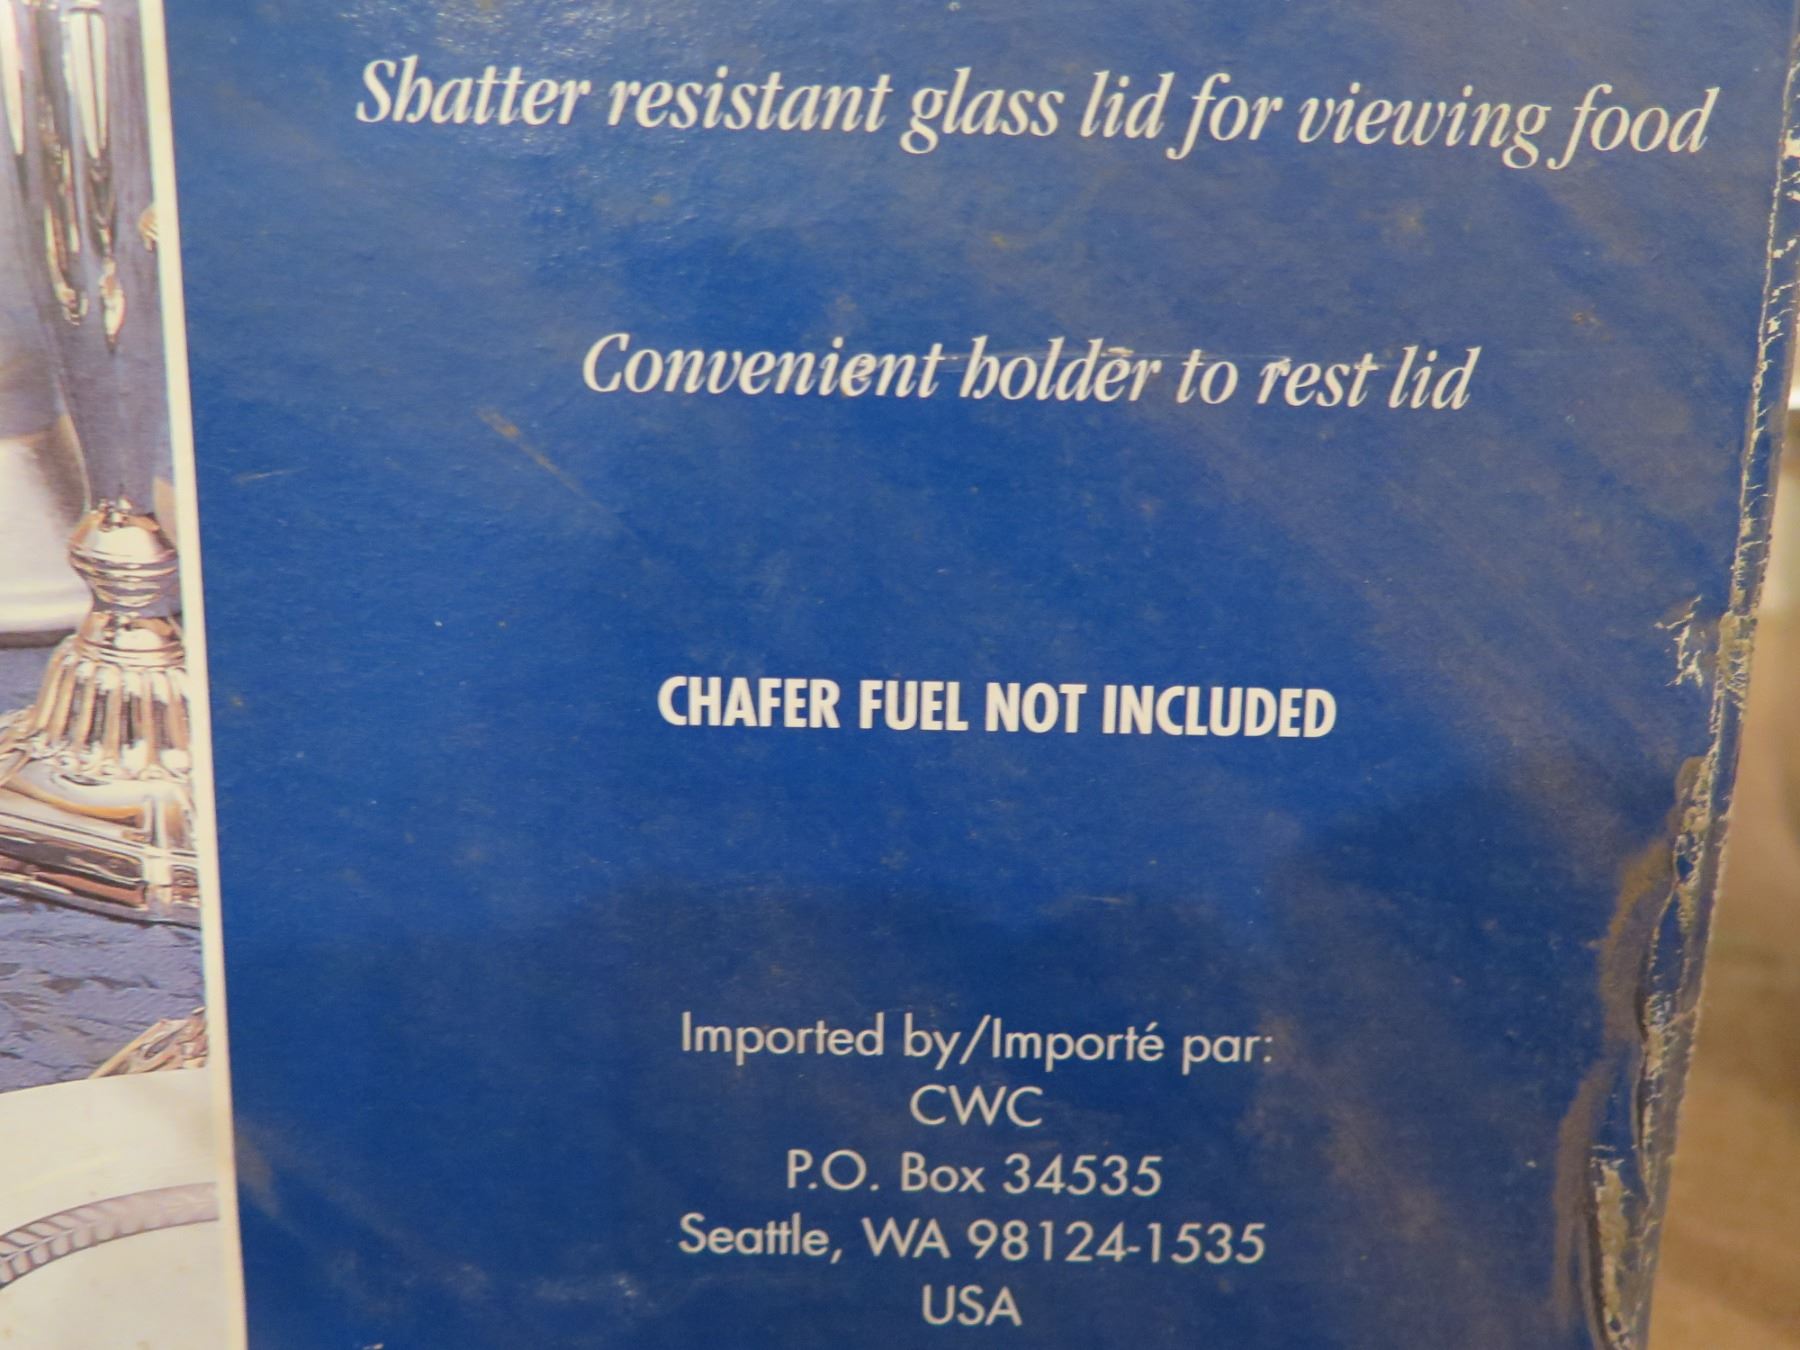 Shatter resistant glass lid for viewing food
Convenient holder to rest lid
CHAFER FUEL NOT INCLUDED
Imported by/Importé par:
CWC
P.O. Box 34535
Seattle, WA 98124-1535
USA